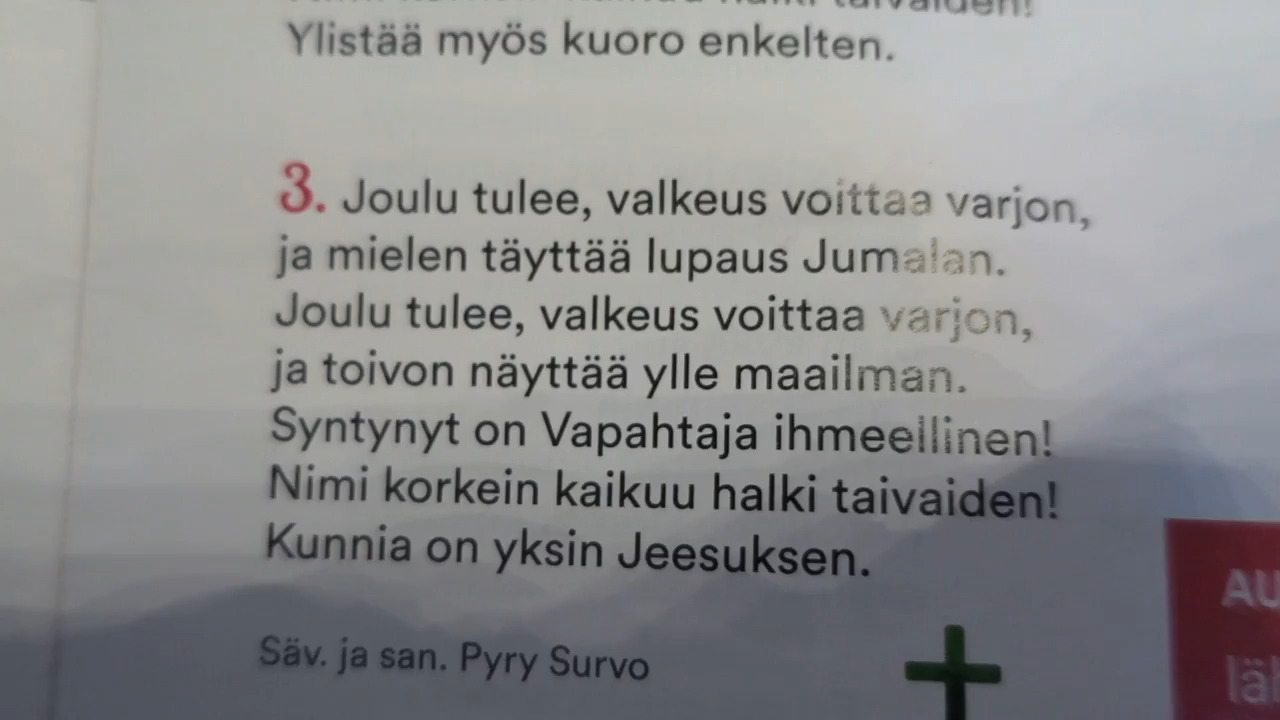 taivaiden!
Ylistää myös kuoro enkelten.
3. Joulu tulee, valkeus voittaa varjon,
ja mielen täyttää lupaus Jumalan.
Joulu tulee, valkeus voittaa varjon,
ja toivon näyttää ylle maailman.
Syntynyt on Vapahtaja ihmeellinen!
Nimi korkein kaikuu halki taivaiden!
Kunnia on yksin Jeesuksen.
Säv. ja san. Pyry Survo